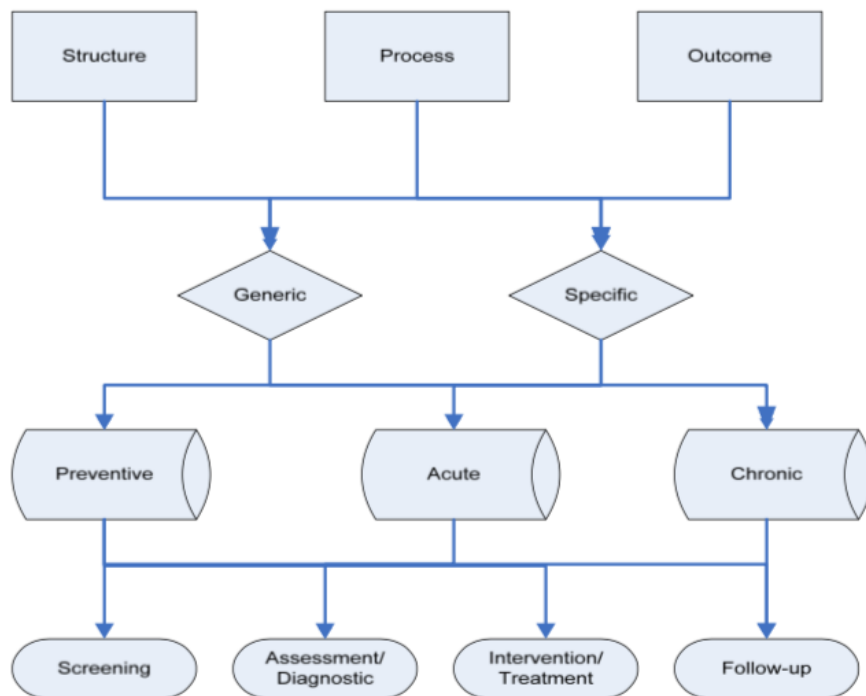 Structure
Process
Outcome
Generic
Specific
Preventive
Acute
Chronic
Screening
Assessment/
Diagnostic
Intervention/
Treatment
Follow-up